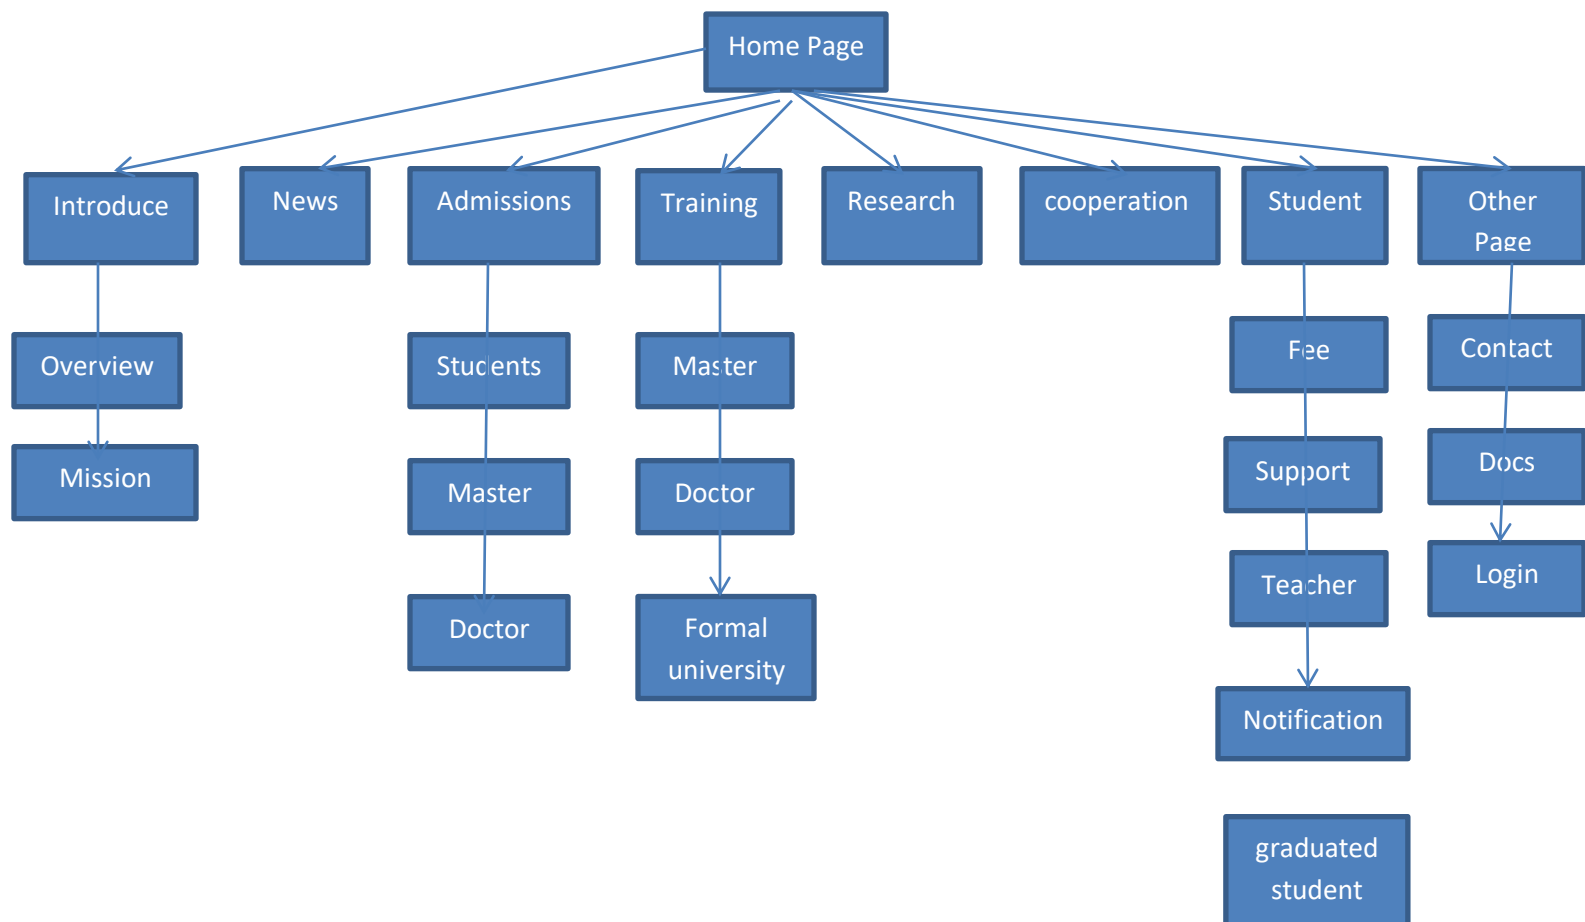 Home Page
Introduce
News
Admissions
Training
Research
cooperation
Student
Other
Page
Overview
Mission
Students
Master
Doctor
Master
Doctor
Formal
university
Fee
Support
Teacher
Notification
graduated
student
Contact
Docs
Login